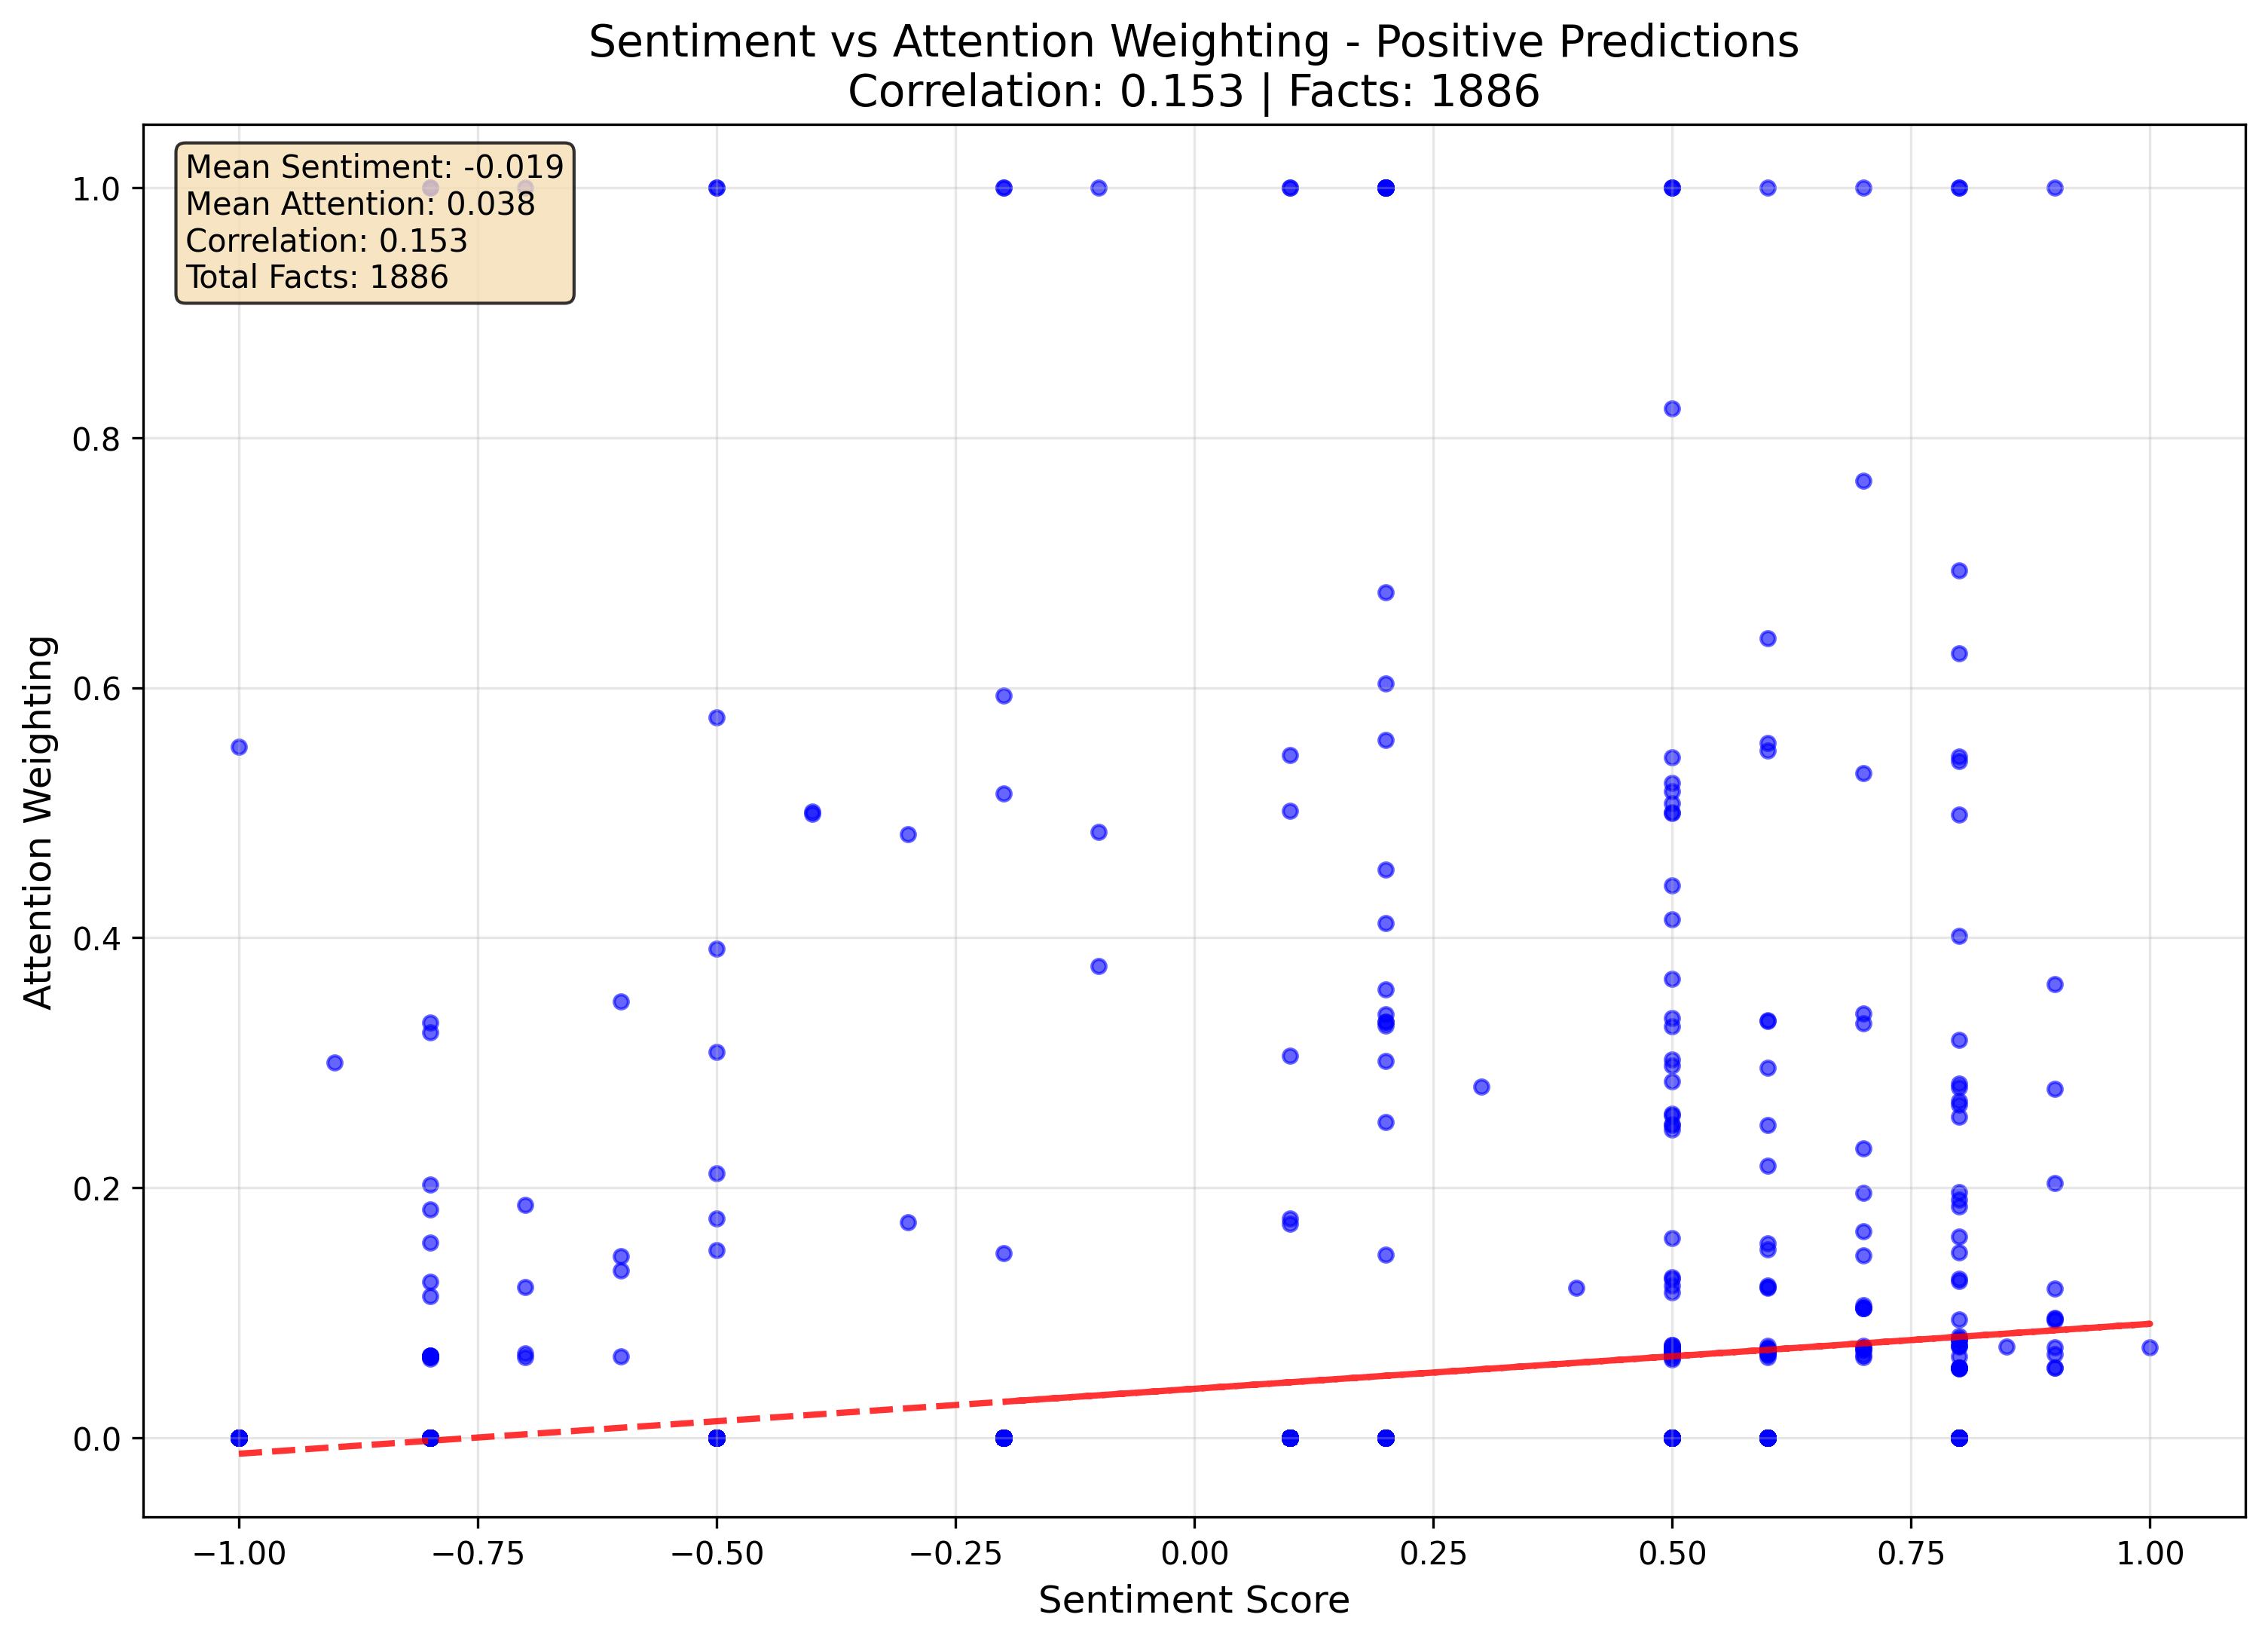 Sentiment vs Attention Weighting - Positive Predictions
Correlation: 0.153 | Facts: 1886
Mean Sentiment: -0.019
Mean Attention: 0.038
Correlation: 0.153
Total Facts: 1886
1.0
0.8
0.6
0.4
0.2
0.0
Attention Weighting
−1.00 −0.75 −0.50 −0.25 0.00 0.25 0.50 0.75 1.00
Sentiment Score